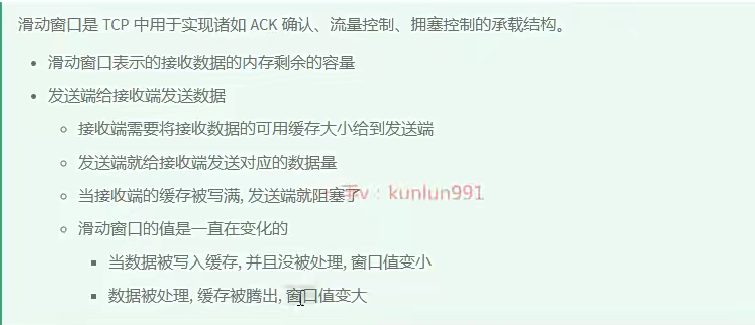 滑动窗口是 TCP 中用于实现诸如 ACK 确认、流量控制、拥塞控制的承载结构。
滑动窗口表示的接收数据的内存剩余的容量
发送端给接收端发送数据
接收端需要将接收数据的可用缓存大小给到发送端
发送端就给接收端发送对应的数据量
当接收端的缓存被写满, 发送端就阻塞了
v：kunlun991
滑动窗口的值是一直在变化的
当数据被写入缓存, 并且没被处理, 窗口值变小
数据被处理, 缓存被腾出, 窗口值变大